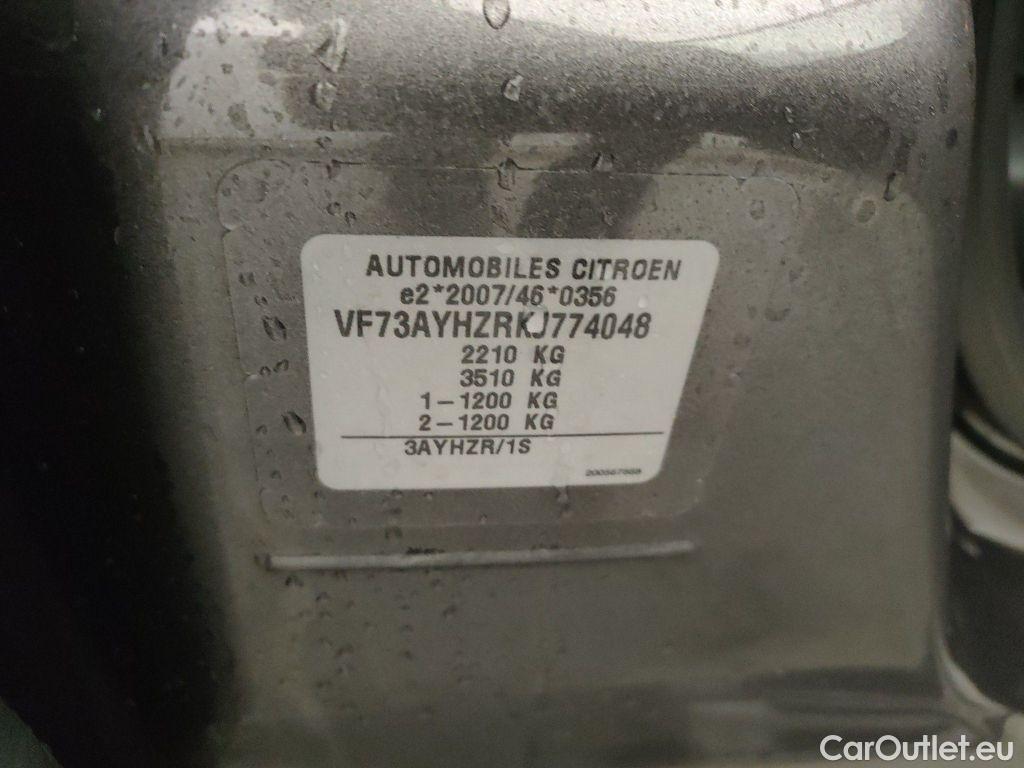 AUTOMOBILES CITROEN
e2*2007/46*0356
VF73AYHZRKJ774048
2210 KG
3510 KG
1-1200 KG
2-1200 KG
3AYHZR/1S
CarOutlet.eu